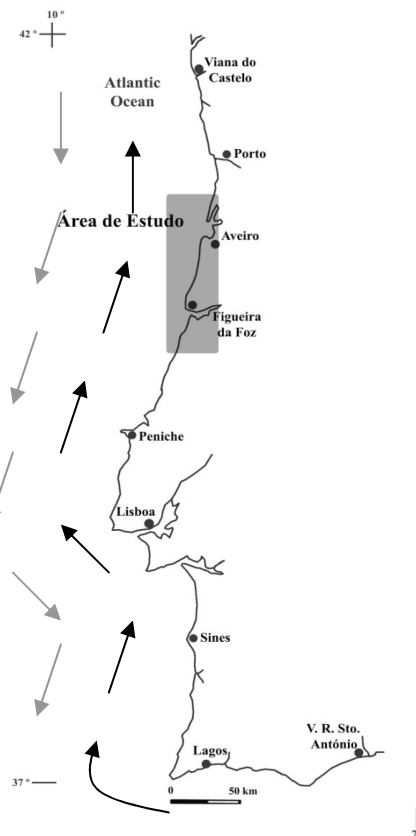 10 º
42 º
Viana do
Castelo
Atlantic
Ocean
Porto
Área de Estudo
Aveiro
Figueira
da Foz
Peniche
Lisboa
Sines
V. R. Sto.
António
Lagos
37 º
0 50 km